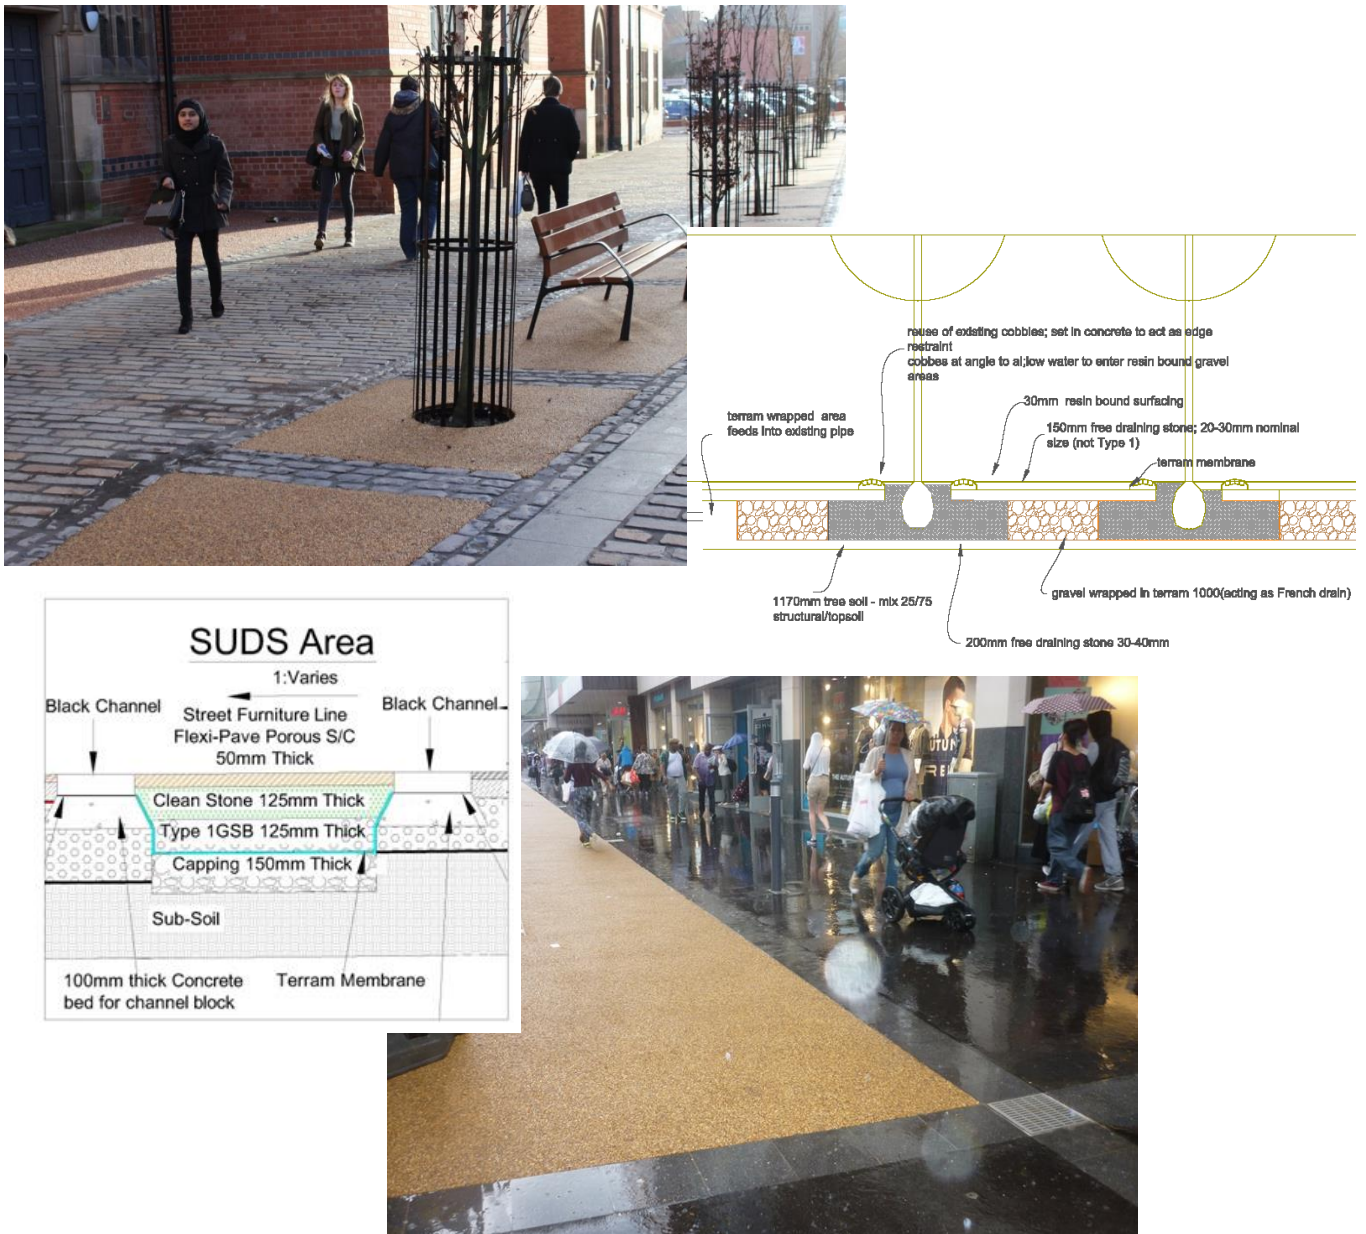 reuse of existing cobbles; set in concrete to act as edge
restraint
cobbes at angle to al;low water to enter resin bound gravel
areas
30mm resin bound surfacing
terram wrapped area
feeds into existing pipe
150mm free draining stone; 20-30mm nominal
size (not Type 1)
terram membrane
1170mm tree soil - mix 25/75
structural/topsoil
gravel wrapped in terram 1000(acting as French drain)
200mm free draining stone 30-40mm
SUDS Area
1:Varies
Black Channel
Street Furniture Line
Flexi-Pave Porous S/C
50mm Thick
Black Channel
Clean Stone 125mm Thick
Type 1GSB 125mm Thick
Capping 150mm Thick
Sub-Soil
100mm thick Concrete
bed for channel block
Terram Membrane